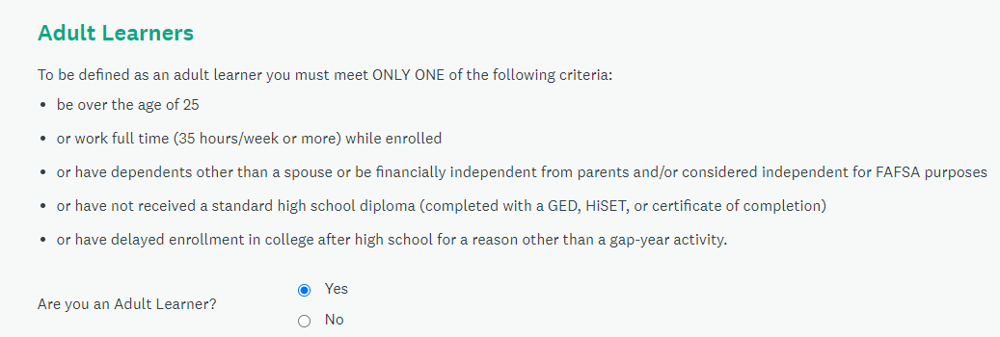 Adult Learners
To be defined as an adult learner you must meet ONLY ONE of the following criteria:
• be over the age of 25
• or work full time (35 hours/week or more) while enrolled
• or have dependents other than a spouse or be financially independent from parents and/or considered independent for FAFSA purposes
• or have not received a standard high school diploma (completed with a GED, HiSET, or certificate of completion)
• or have delayed enrollment in college after high school for a reason other than a gap-year activity.
Are you an Adult Learner?
Yes
No